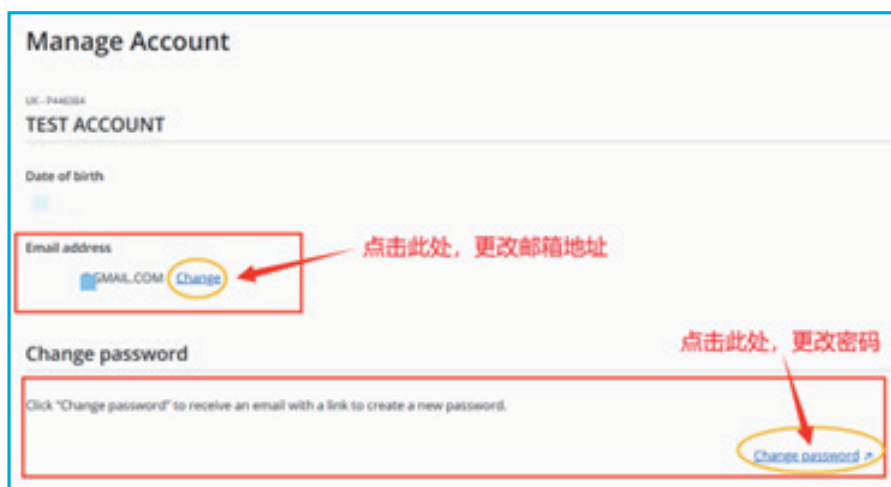 Manage Account
UK - P446384
TEST ACCOUNT
Date of birth
Email address
点击此处，更改邮箱地址
GMAIL.COM Change
Change password
点击此处，更改密码
Click "Change password" to receive an email with a link to create a new password.
Change password